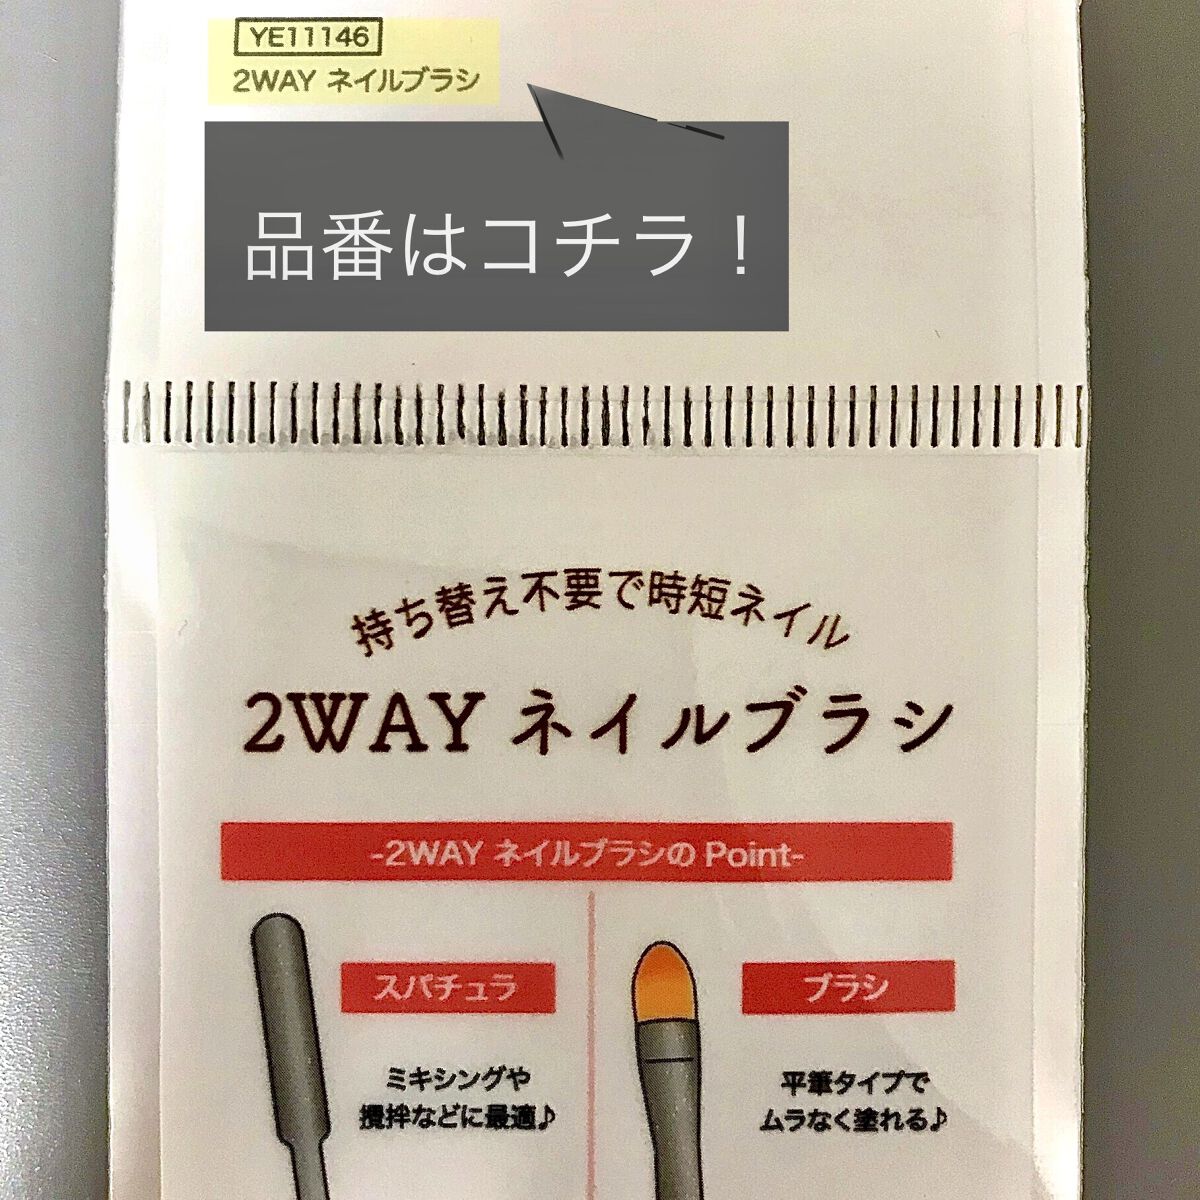 YE11146
2WAY ネイルブラシ
品番はコチラ！
持ち替え不要で時短ネイル
2WAY ネイルブラシ
-2WAY ネイルブラシの Point-
スパチュラ
ミキシングや
攪拌などに最適♪
ブラシ
平筆タイプで
ムラなく塗れる♪